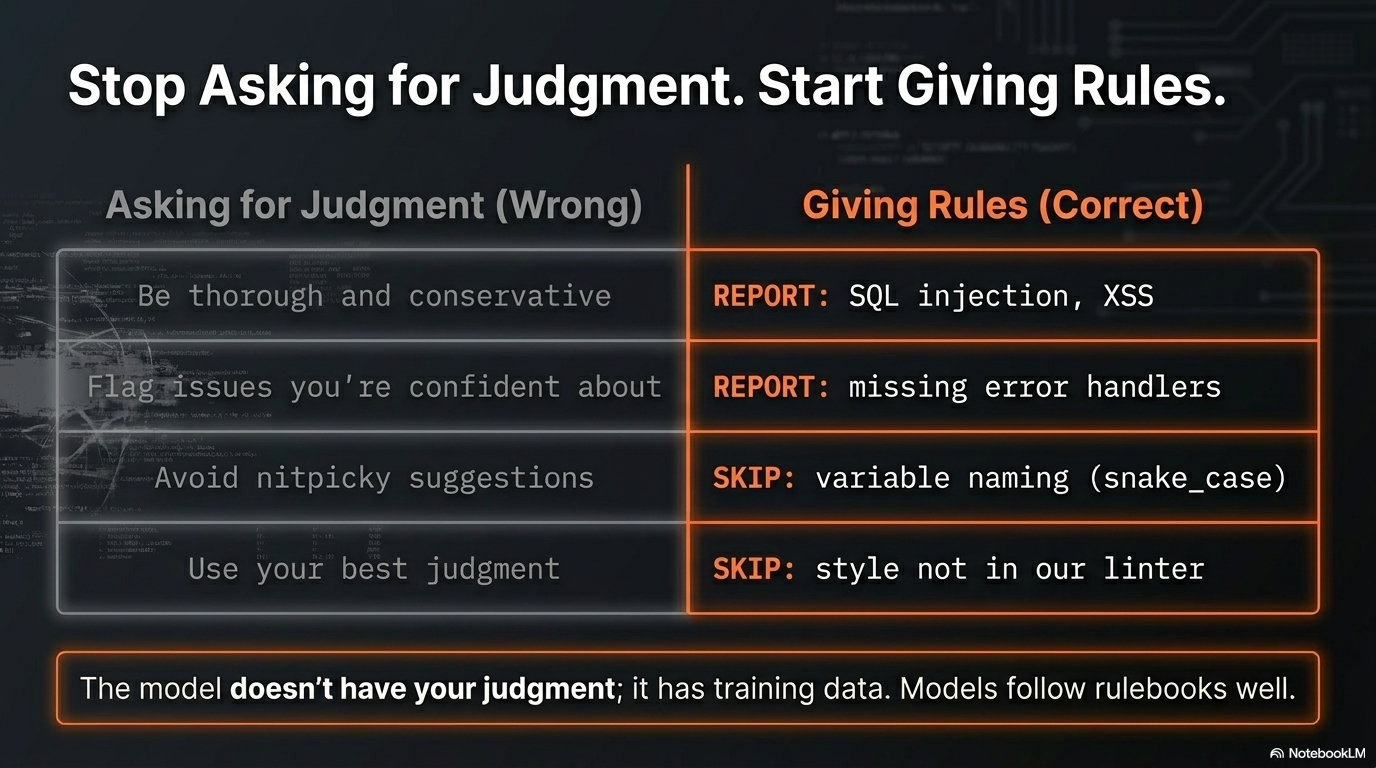 Stop Asking for Judgment. Start Giving Rules.
Asking for Judgment (Wrong)
Giving Rules (Correct)
Be thorough and conservative
REPORT: SQL injection, XSS
Flag issues you’re confident about
REPORT: missing error handlers
Avoid nitpicky suggestions
SKIP: variable naming (snake_case)
Use your best judgment
SKIP: style not in our linter
The model doesn’t have your judgment; it has training data. Models follow rulebooks well.
NotebookLM